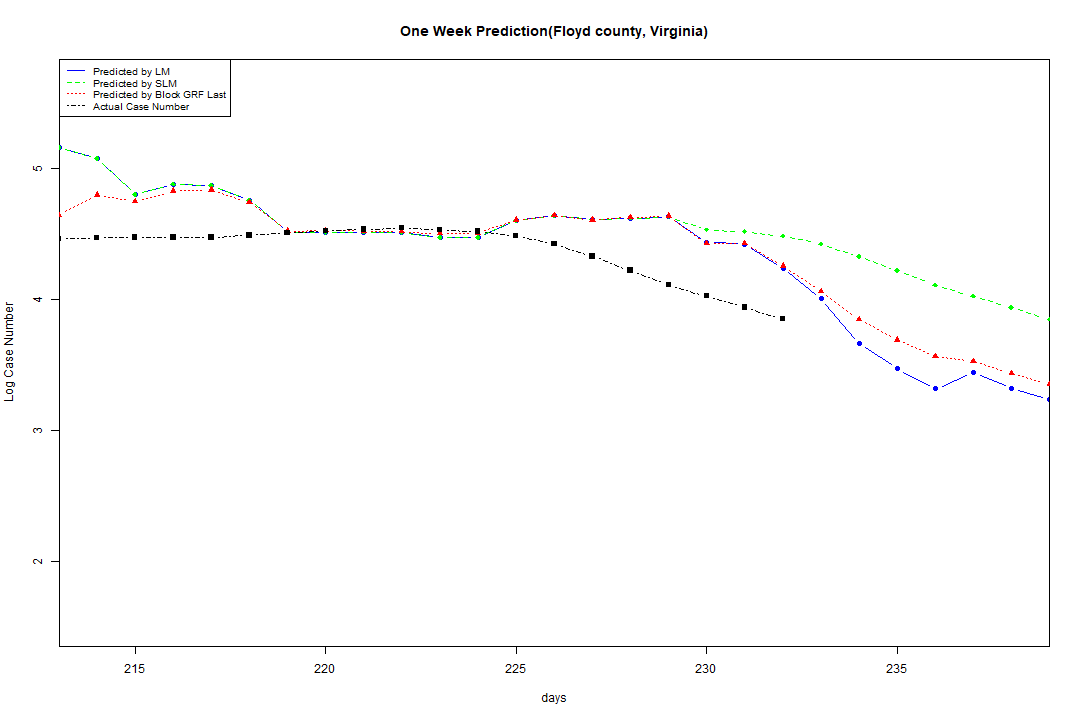 One Week Prediction(Floyd county, Virginia)
Predicted by LM
Predicted by SLM
Predicted by Block GRF Last
Actual Case Number
5
4
3
2
Log Case Number
215 220 225 230 235
days